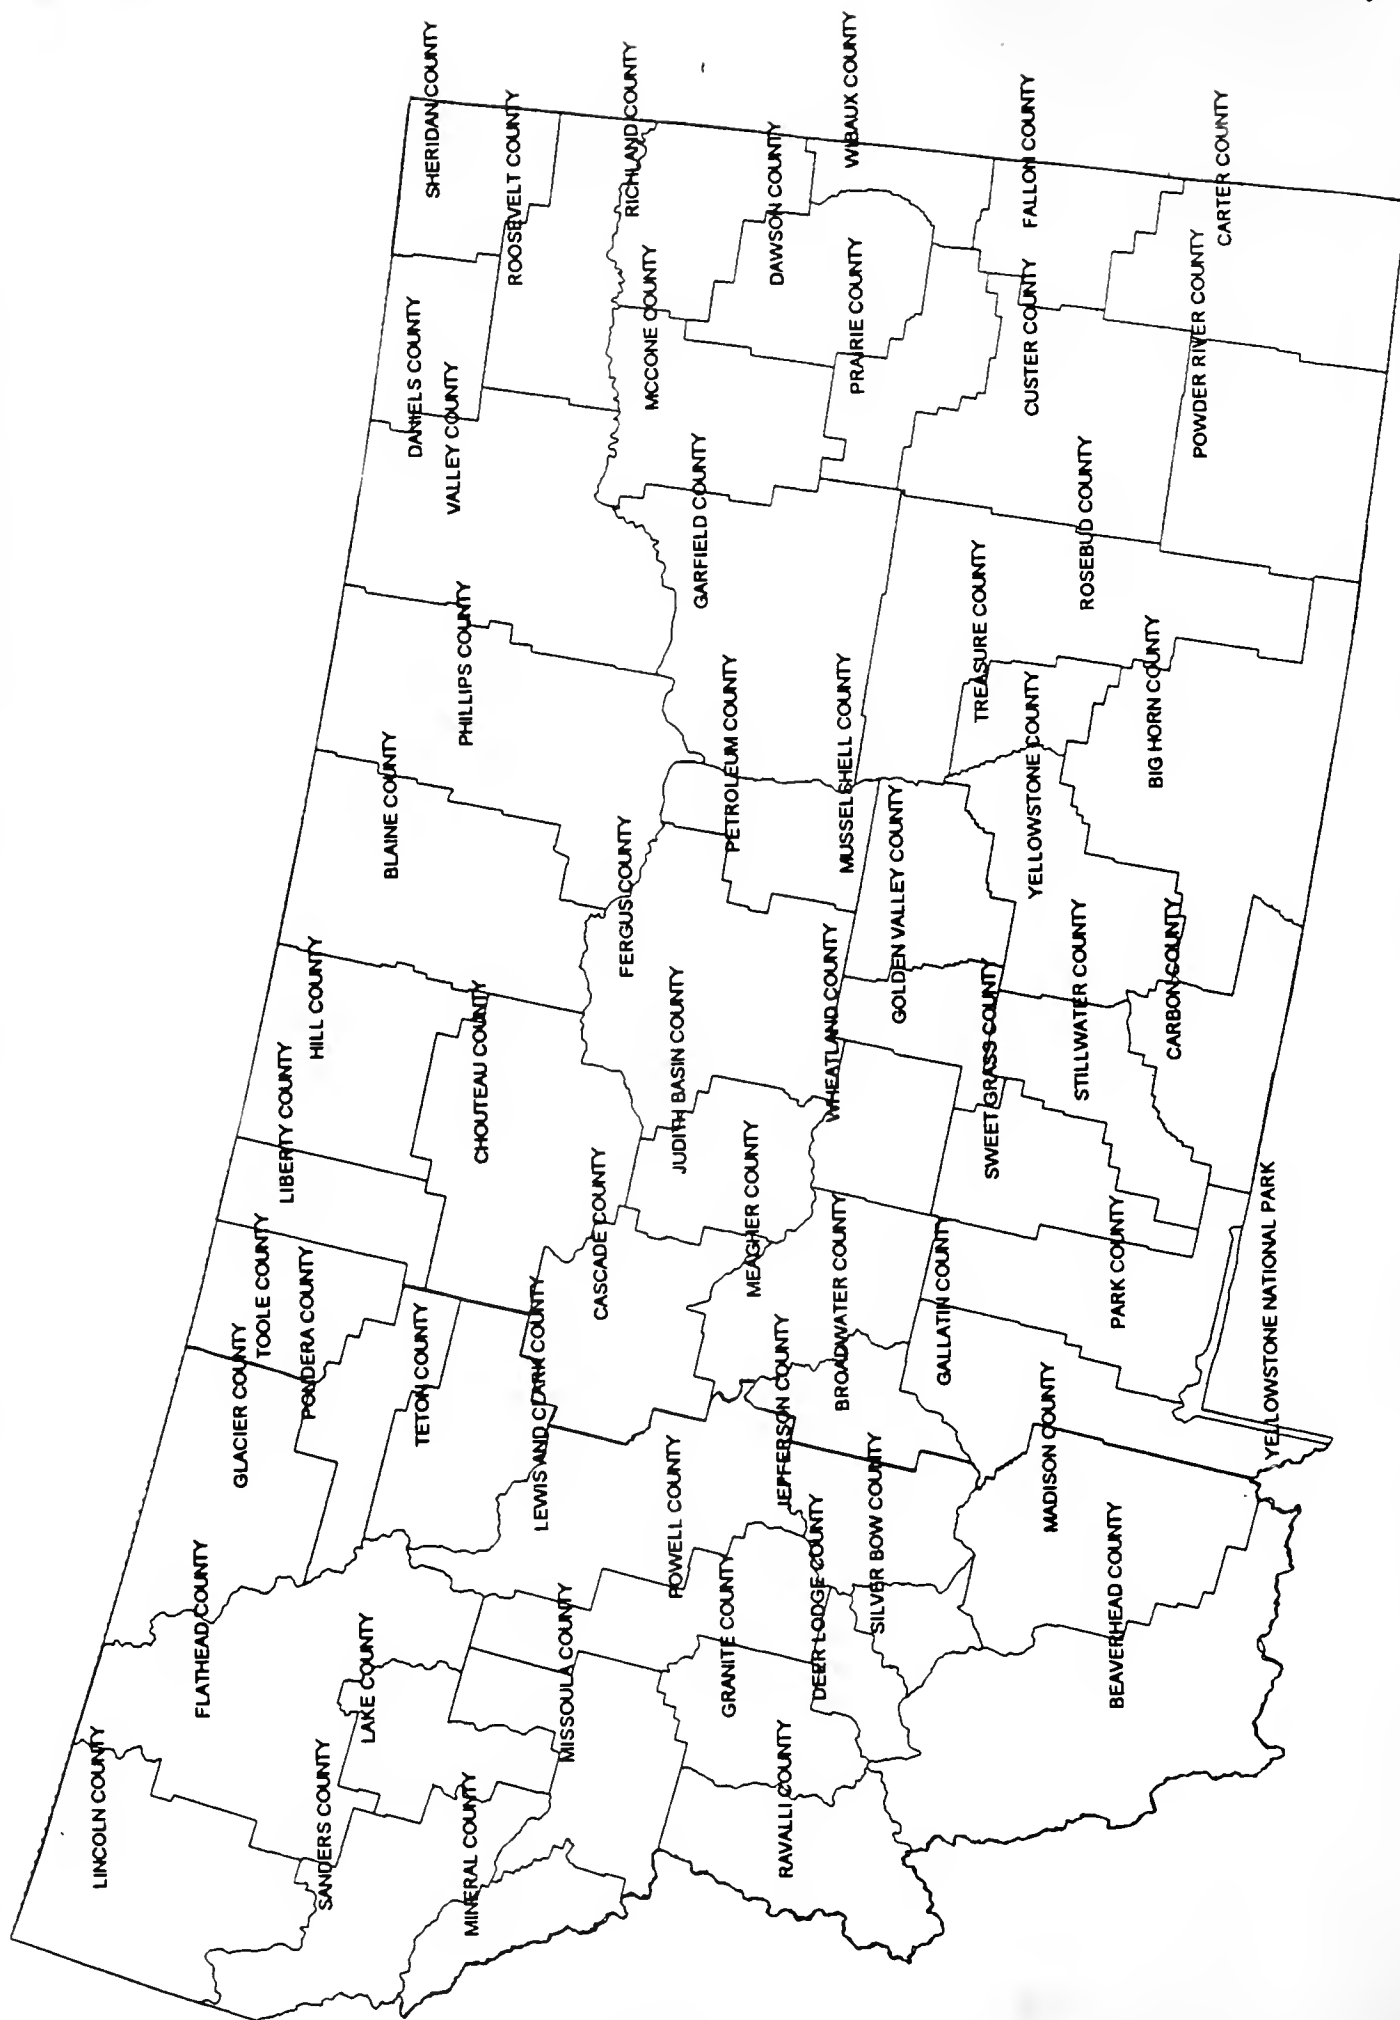 LINCOLN COUNTY
FLATHEAD COUNTY
GLACIER COUNTY
TOOLE COUNTY
LIBERTY COUNTY
HILL COUNTY
BLAINE COUNTY
PHILLIPS COUNTY
VALLEY COUNTY
DANIELS COUNTY
SHERIDAN COUNTY
ROOSEVELT COUNTY
SANDERS COUNTY
LAKE COUNTY
PONDERA COUNTY
TETON COUNTY
CHOUTEAU COUNTY
MINERAL COUNTY
MISSOULA COUNTY
LEWIS AND CLARK COUNTY
CASCADE COUNTY
FERGUS COUNTY
JUDITH BASIN COUNTY
PETROLEUM COUNTY
GARFIELD COUNTY
MCCONE COUNTY
RICHLAND COUNTY
DAWSON COUNTY
WIBAUX COUNTY
PRAIRIE COUNTY
POWELL COUNTY
GRANITE COUNTY
RAVALLI COUNTY
DEER LODGE COUNTY
SILVER BOW COUNTY
JEFFERSON COUNTY
BROADWATER COUNTY
MEAGHER COUNTY
WHEATLAND COUNTY
GOLDEN VALLEY COUNTY
MUSSELSHELL COUNTY
TREASURE COUNTY
ROSEBUD COUNTY
CUSTER COUNTY
FALLON COUNTY
BEAVERHEAD COUNTY
MADISON COUNTY
GALLATIN COUNTY
PARK COUNTY
SWEET GRASS COUNTY
STILLWATER COUNTY
YELLOWSTONE COUNTY
CARBON COUNTY
BIG HORN COUNTY
POWDER RIVER COUNTY
CARTER COUNTY
YELLOWSTONE NATIONAL PARK